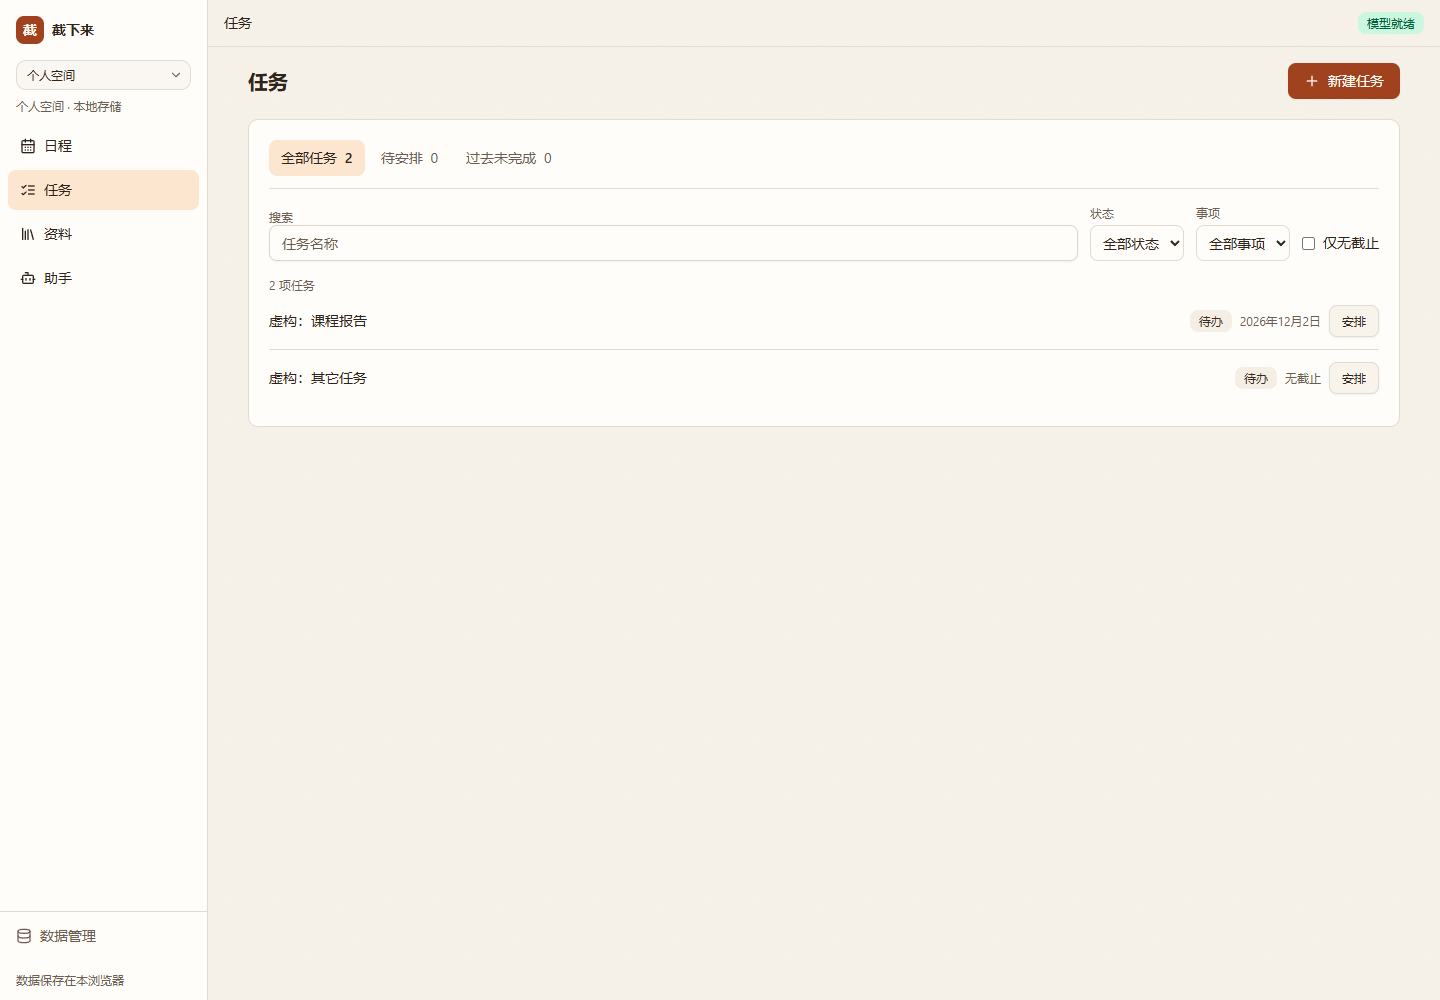 截 截下来
个人空间
个人空间 · 本地存储
日程
任务
资料
助手
数据管理
数据保存在本浏览器
任务
模型就绪
任务
新建任务
全部任务 2 待安排 0 过去未完成 0
搜索 状态 事项
任务名称 全部状态 全部事项 仅无截止
2 项任务
虚构：课程报告 待办 2026年12月2日 安排
虚构：其它任务 待办 无截止 安排